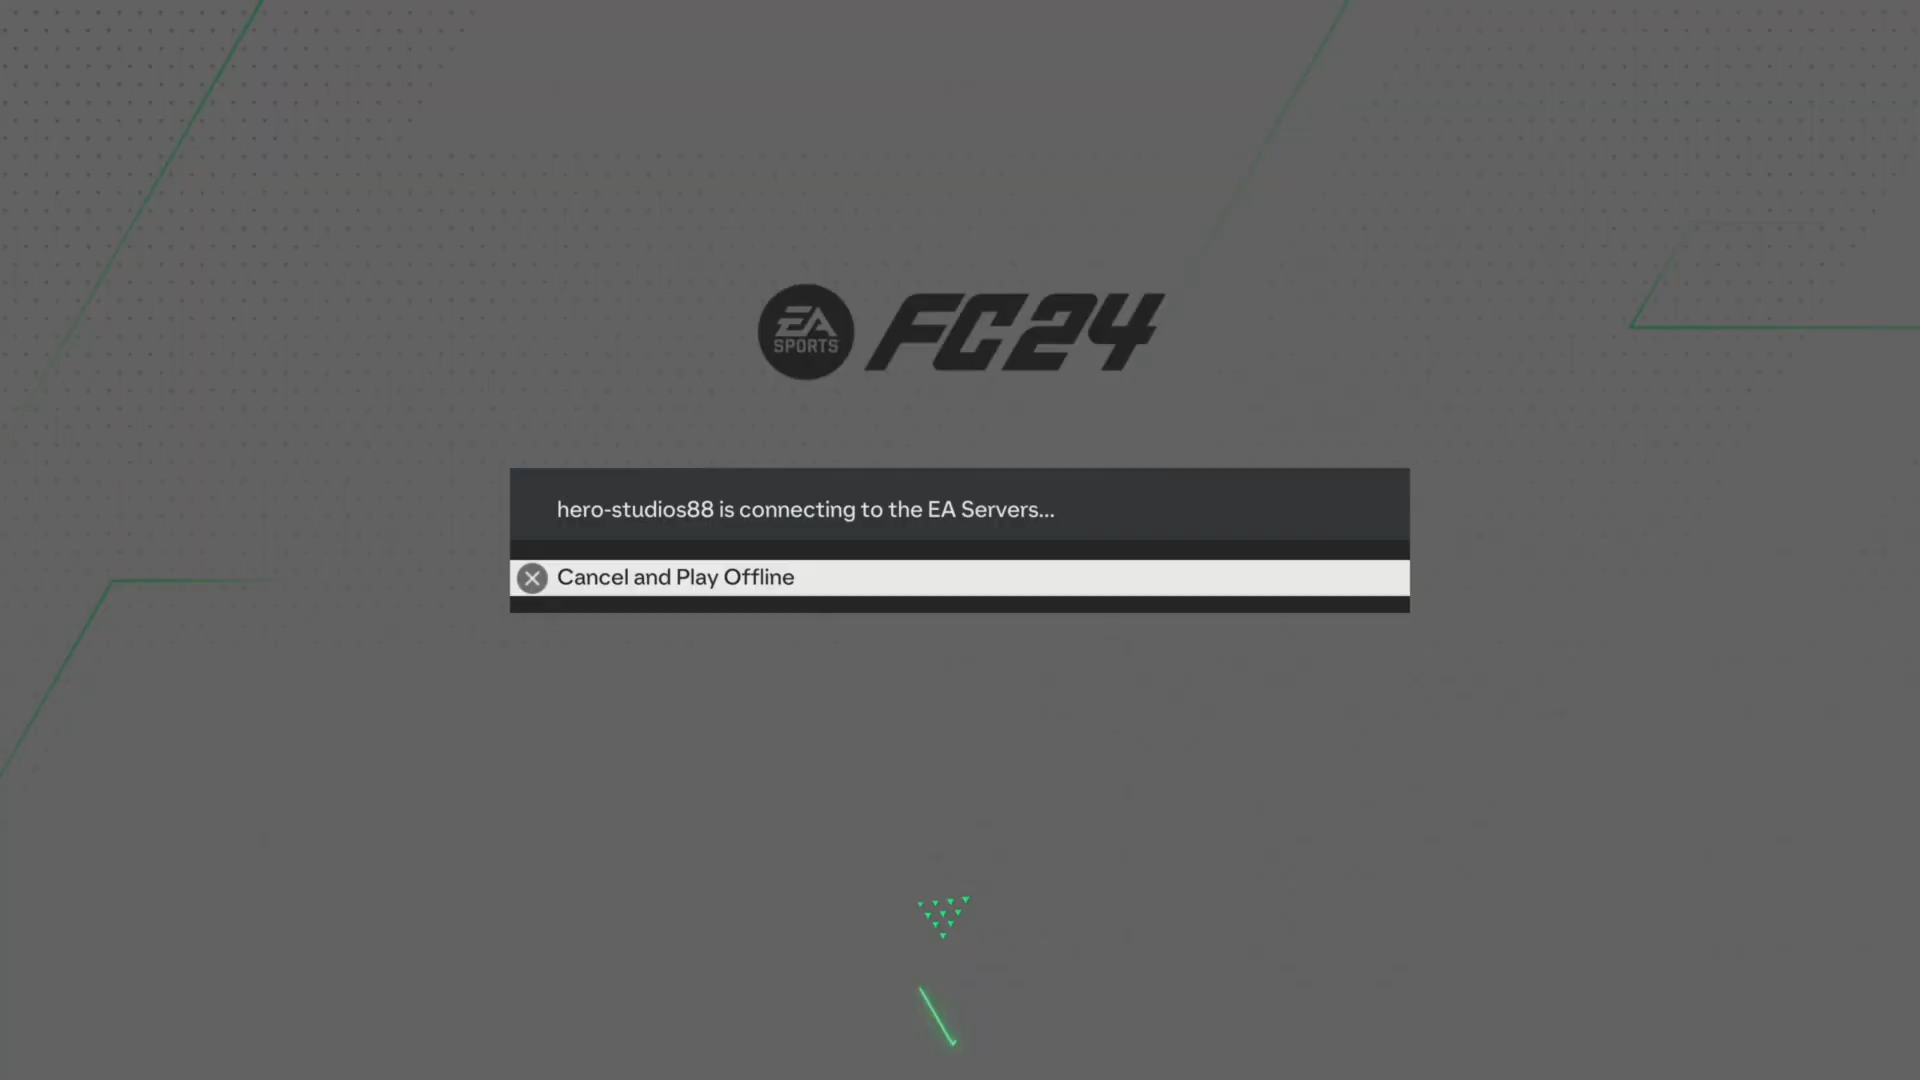 EA
SPORTS
FC24
hero-studios88 is connecting to the EA Servers...
Cancel and Play Offline